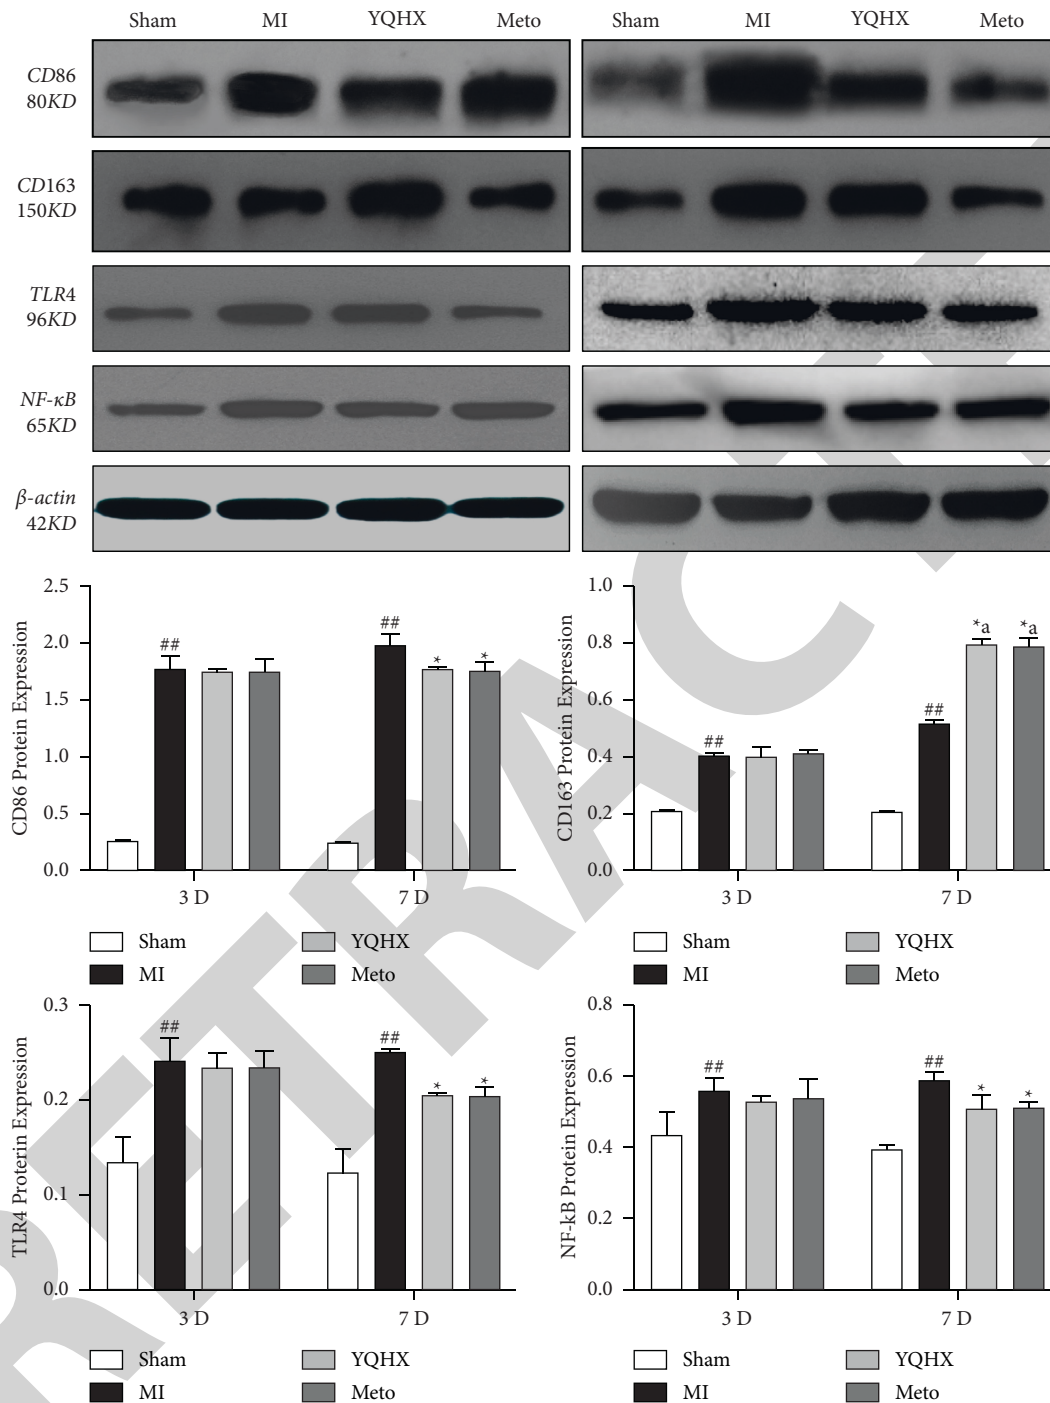 Sham MI YQHX Meto Sham MI YQHX Meto
CD86
80KD
CD163
150KD
TLR4
96KD
NF-κB
65KD
β-actin
42KD
CD86 Protein Expression
2.5
2.0
1.5
1.0
0.5
0.0
##
##
*
*
3 D 7 D
Sham YQHX
MI Meto
CD163 Protein Expression
1.0
0.8
0.6
0.4
0.2
0.0
##
##
*a
*a
3 D 7 D
Sham YQHX
MI Meto
TLR4 Proterin Expression
0.3
0.2
0.1
0.0
##
##
*
*
3 D 7 D
Sham YQHX
MI Meto
NF-kB Protein Expression
0.8
0.6
0.4
0.2
0.0
##
##
*
*
3 D 7 D
Sham YQHX
MI Meto